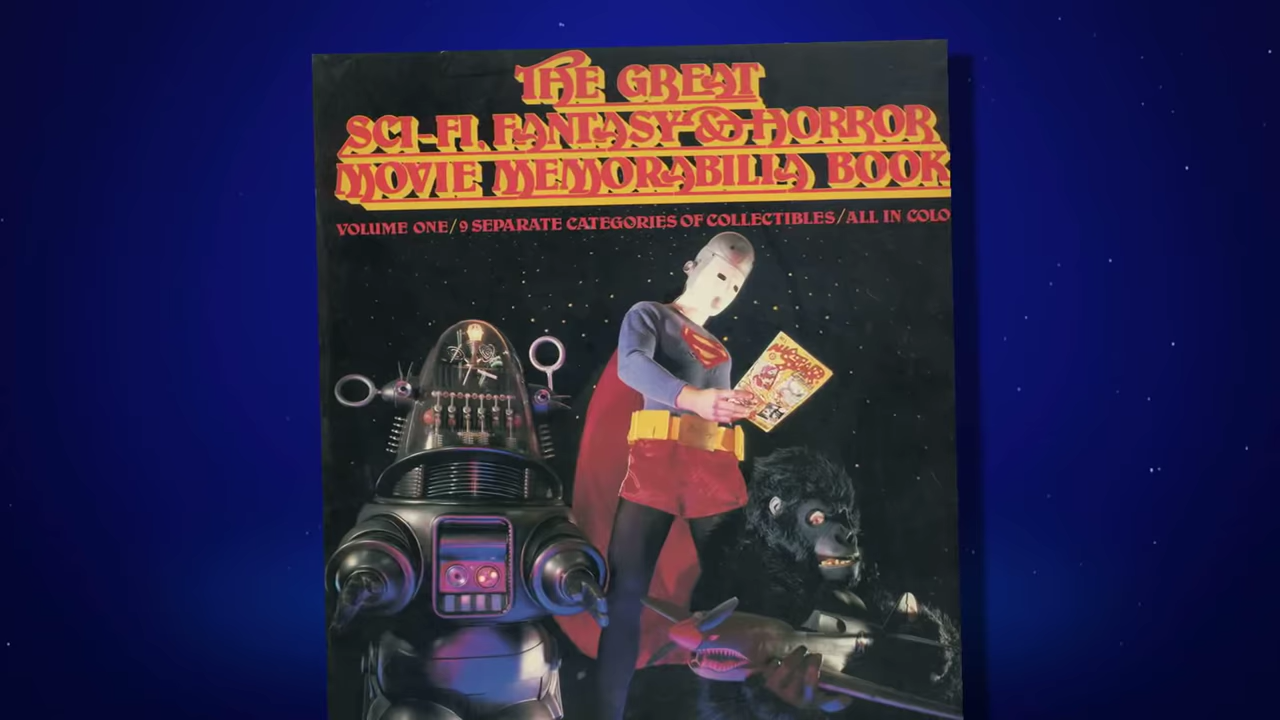 THE GREAT
SCI-FI, FANTASY & HORROR
MOVIE MEMORABILIA BOOK
VOLUME ONE/9 SEPARATE CATEGORIES OF COLLECTIBLES/ALL IN COLO